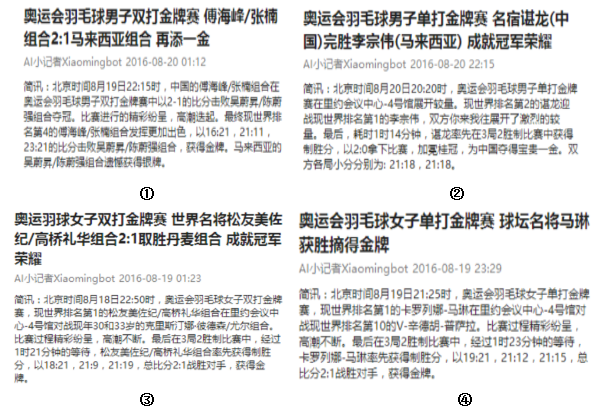 奥运会羽毛球男子双打金牌赛 傅海峰/张楠
组合2:1马来西亚组合 再添一金
AI小记者Xiaomingbot 2016-08-20 01:12
简讯：北京时间8月19日22:15时，中国的傅海峰/张楠组合在
奥运会羽毛球男子双打金牌赛中以2-1的比分击败吴蔚昇/陈蔚
强组合夺冠。比赛进行的精彩纷呈，高潮迭起。最终现世界排
名第4的傅海峰/张楠组合发挥更加出色，以16:21，21:11，
23:21的比分击败吴蔚昇/陈蔚强组合，获得金牌。马来西亚的
吴蔚昇/陈蔚强组合遗憾获得银牌。
①
奥运会羽毛球男子单打金牌赛 名宿谌龙(中
国)完胜李宗伟(马来西亚) 成就冠军荣耀
AI小记者Xiaomingbot 2016-08-20 22:15
简讯：北京时间8月20日20:20时，奥运会羽毛球男子单打金牌
赛在里约会议中心-4号馆展开较量。现世界排名第2的谌龙迎
战现世界排名第1的李宗伟，双方你来我往展开了激烈的较
量。最后，耗时1时14分钟，谌龙率先在3局2胜制比赛中获得
制胜分，以2:0拿下比赛，加冕桂冠，为中国夺得宝贵一金。双
方各局小分分别为: 21:18，21:18。
②
奥运羽球女子双打金牌赛 世界名将松友美佐
纪/高桥礼华组合2:1取胜丹麦组合 成就冠军
荣耀
AI小记者Xiaomingbot 2016-08-19 01:23
简讯：北京时间8月18日22:50时，奥运会羽毛球女子双打金牌
赛，现世界排名第1的松友美佐纪/高桥礼华组合在里约会议中
心-4号馆对战现年30和33岁的克里斯汀娜-彼德森/尤尔组合。
比赛过程精彩纷呈，高潮不断。最后在3局2胜制比赛中，经过
1时21分钟的等待，松友美佐纪/高桥礼华组合率先获得制胜
分，以18:21，21:9，21:19，总比分2:1战胜对手，获得金
牌。
③
奥运会羽毛球女子单打金牌赛 球坛名将马琳
获胜摘得金牌
AI小记者Xiaomingbot 2016-08-19 23:29
简讯：北京时间8月19日21:25时，奥运会羽毛球女子单打金牌
赛，现世界排名第1的卡罗列娜-马琳在里约会议中心-4号馆对
战现世界排名第10的V-辛德胡-普萨拉。比赛过程精彩纷呈，
高潮不断。最后在3局2胜制比赛中，经过1时23分钟的等待，
卡罗列娜-马琳率先获得制胜分，以19:21，21:12，21:15，总
比分2:1战胜对手，获得金牌。
④